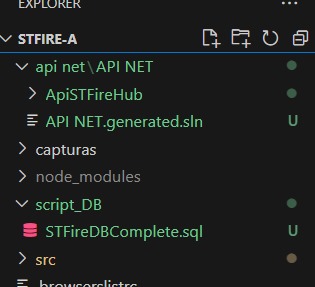 EXPLORER
STFIRE-A
api net\API NET
ApiSTFireHub
API NET.generated.sln U
capturas
node_modules
script_DB
STFireDBComplete.sql U
src
.browserslistrc